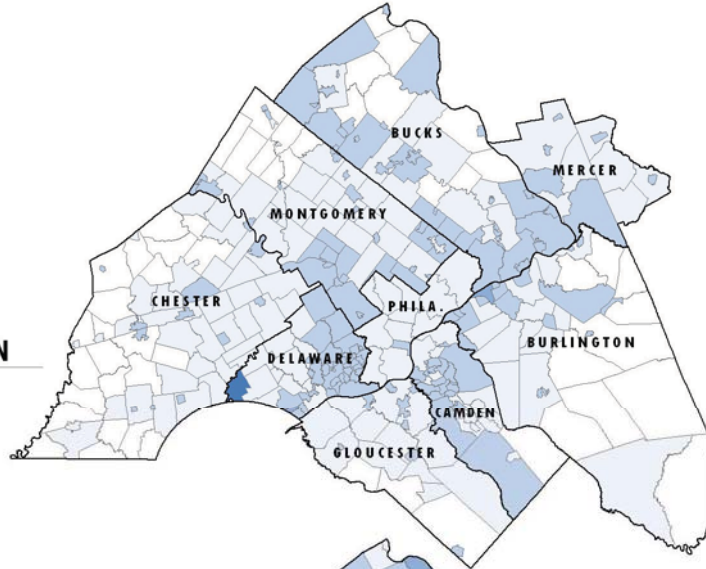 BUCKS
MERCER
MONTGOMERY
CHESTER
PHILA.
BURLINGTON
N
DELAWARE
CAMDEN
GLOUCESTER